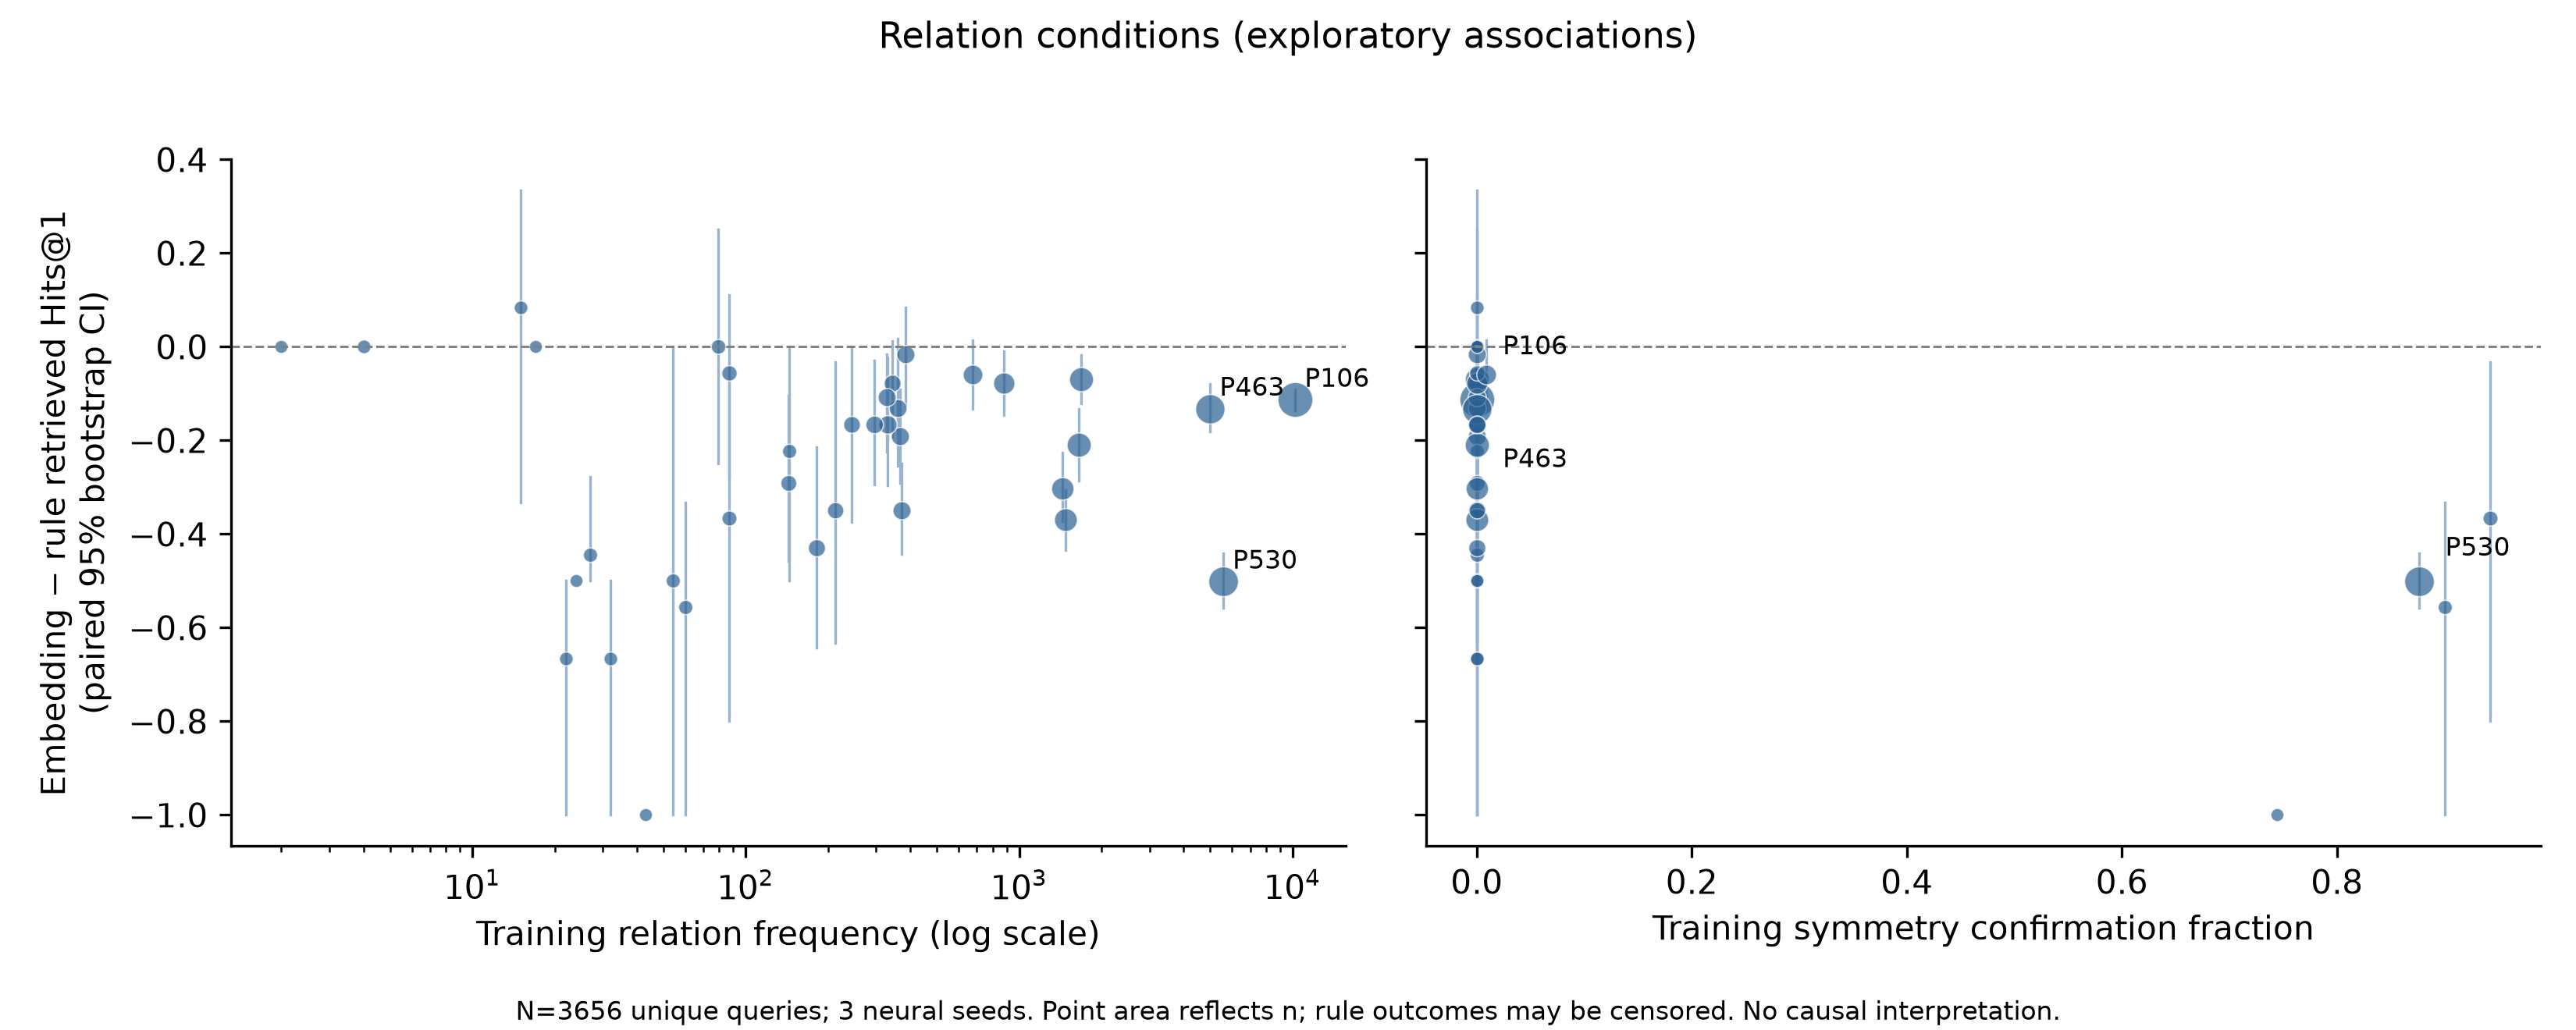 Relation conditions (exploratory associations)
Embedding − rule retrieved Hits@1
(paired 95% bootstrap CI)
0.4
0.2
0.0
−0.2
−0.4
−0.6
−0.8
−1.0
P463
P106
P530
10¹
10²
10³
10⁴
Training relation frequency (log scale)
P106
P463
P530
0.0
0.2
0.4
0.6
0.8
Training symmetry confirmation fraction
N=3656 unique queries; 3 neural seeds. Point area reflects n; rule outcomes may be censored. No causal interpretation.